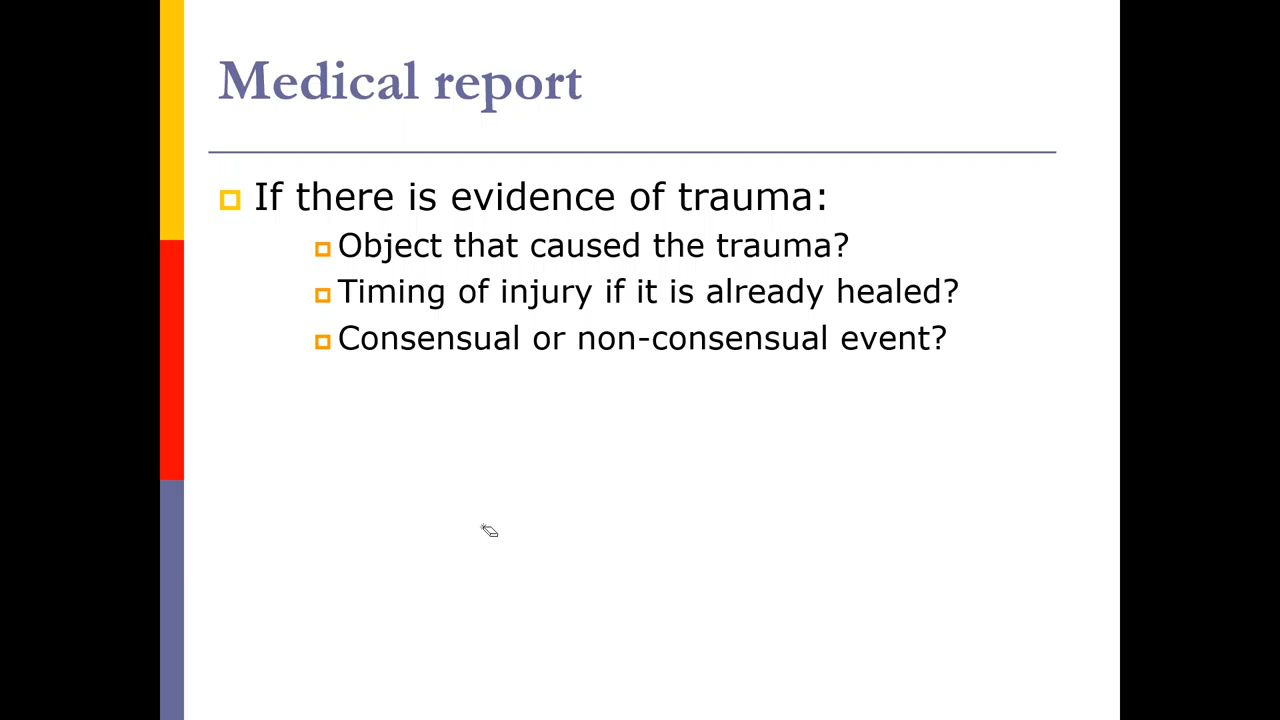 Medical report
If there is evidence of trauma:
Object that caused the trauma?
Timing of injury if it is already healed?
Consensual or non-consensual event?